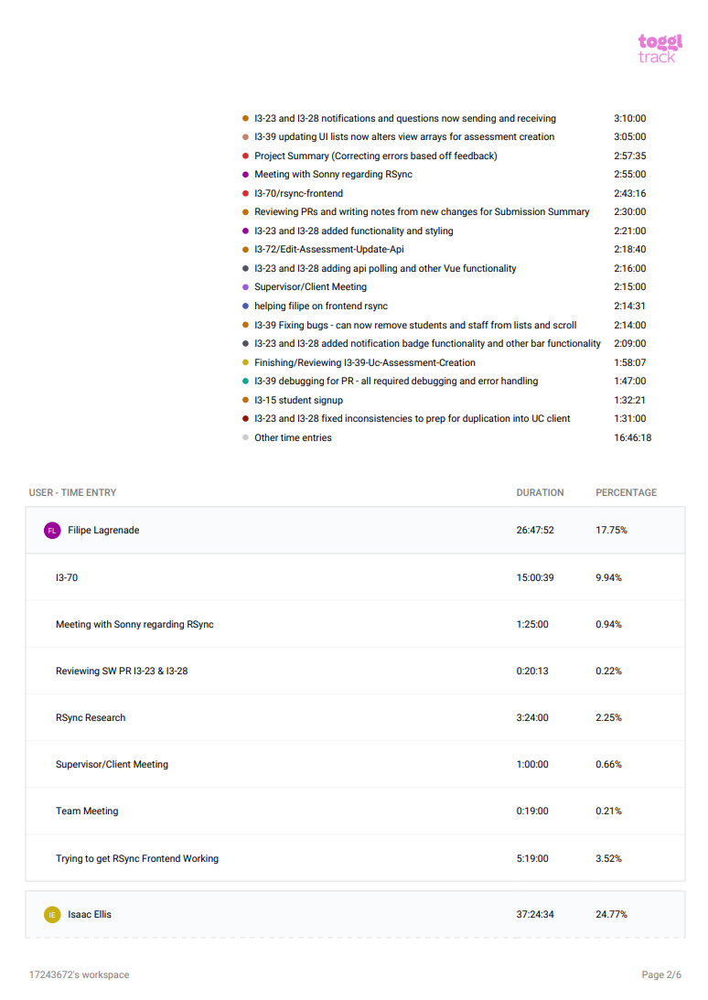 toggl
track
I3-23 and I3-28 notifications and questions now sending and receiving 3:10:00
I3-39 updating UI lists now alters view arrays for assessment creation 3:05:00
Project Summary (Correcting errors based off feedback) 2:57:35
Meeting with Sonny regarding RSync 2:55:00
I3-70/rsync-frontend 2:43:16
Reviewing PRs and writing notes from new changes for Submission Summary 2:30:00
I3-23 and I3-28 added functionality and styling 2:21:00
I3-72/Edit-Assessment-Update-Api 2:18:40
I3-23 and I3-28 adding api polling and other Vue functionality 2:16:00
Supervisor/Client Meeting 2:15:00
helping filipe on frontend rsync 2:14:31
I3-39 Fixing bugs - can now remove students and staff from lists and scroll 2:14:00
I3-23 and I3-28 added notification badge functionality and other bar functionality 2:09:00
Finishing/Reviewing I3-39-Uc-Assessment-Creation 1:58:07
I3-39 debugging for PR - all required debugging and error handling 1:47:00
I3-15 student signup 1:32:21
I3-23 and I3-28 fixed inconsistencies to prep for duplication into UC client 1:31:00
Other time entries 16:46:18
USER - TIME ENTRY DURATION PERCENTAGE
FL Filipe Lagrenade 26:47:52 17.75%
I3-70 15:00:39 9.94%
Meeting with Sonny regarding RSync 1:25:00 0.94%
Reviewing SW PR I3-23 & I3-28 0:20:13 0.22%
RSync Research 3:24:00 2.25%
Supervisor/Client Meeting 1:00:00 0.66%
Team Meeting 0:19:00 0.21%
Trying to get RSync Frontend Working 5:19:00 3.52%
IE Isaac Ellis 37:24:34 24.77%
17243672's workspace Page 2/6